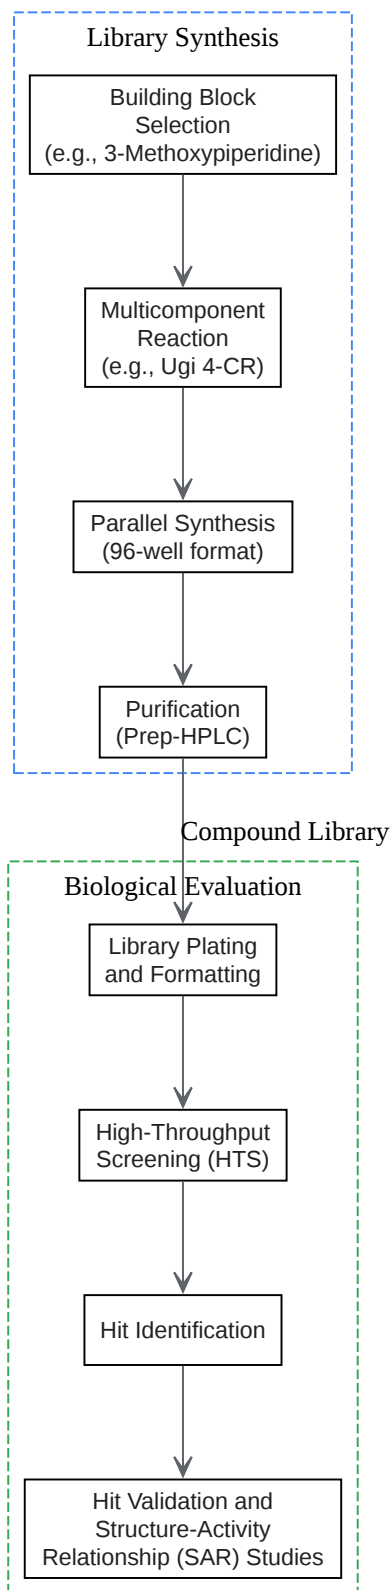 Library Synthesis
Building Block
Selection
(e.g., 3-Methoxypiperidine)
Multicomponent
Reaction
(e.g., Ugi 4-CR)
Parallel Synthesis
(96-well format)
Purification
(Prep-HPLC)
Compound Library
Biological Evaluation
Library Plating
and Formatting
High-Throughput
Screening (HTS)
Hit Identification
Hit Validation and
Structure-Activity
Relationship (SAR) Studies